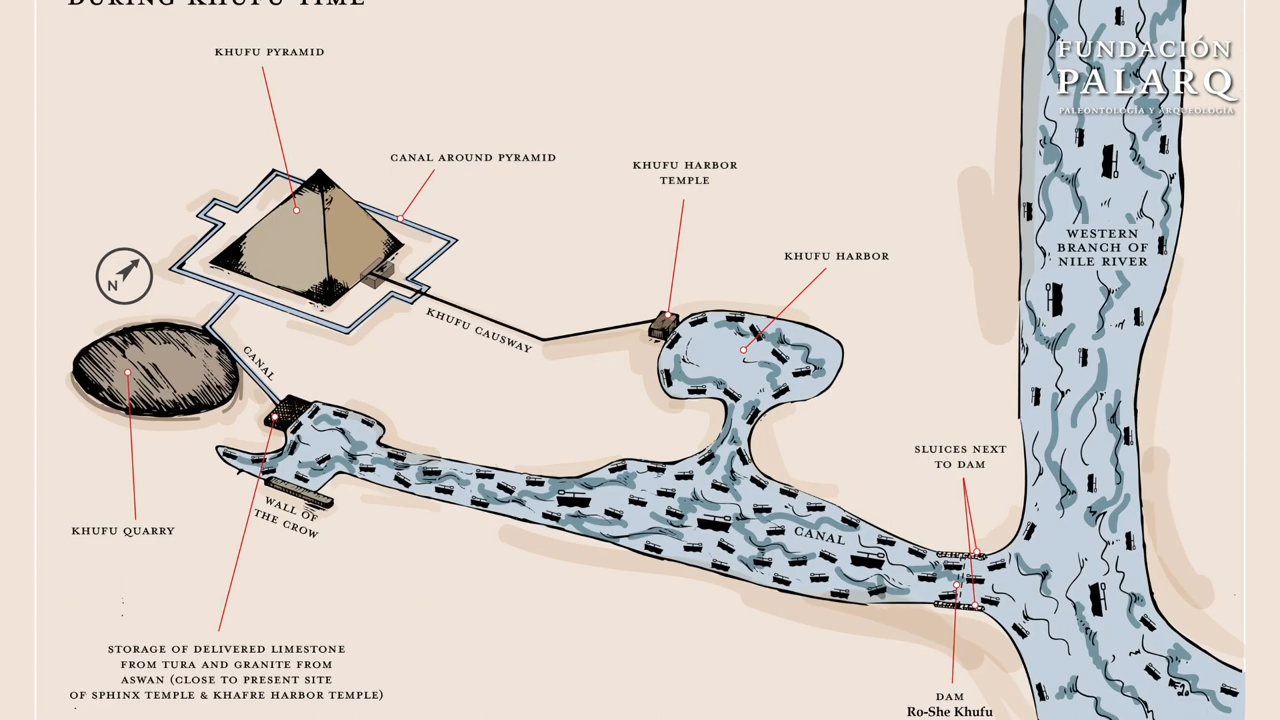 DURING KHUFU TIME
KHUFU PYRAMID
FUNDACIÓN
PALARQ
PALEONTOLOGÍA Y ARQUEOLOGÍA
CANAL AROUND PYRAMID
KHUFU HARBOR
TEMPLE
WESTERN
BRANCH OF
NILE RIVER
KHUFU HARBOR
N
KHUFU CAUSWAY
CANAL
SLUICES NEXT
TO DAM
WALL OF
THE CROW
KHUFU QUARRY
CANAL
STORAGE OF DELIVERED LIMESTONE
FROM TURA AND GRANITE FROM
ASWAN (CLOSE TO PRESENT SITE
OF SPHINX TEMPLE & KHAFRE HARBOR TEMPLE)
DAM
Ro-She Khufu